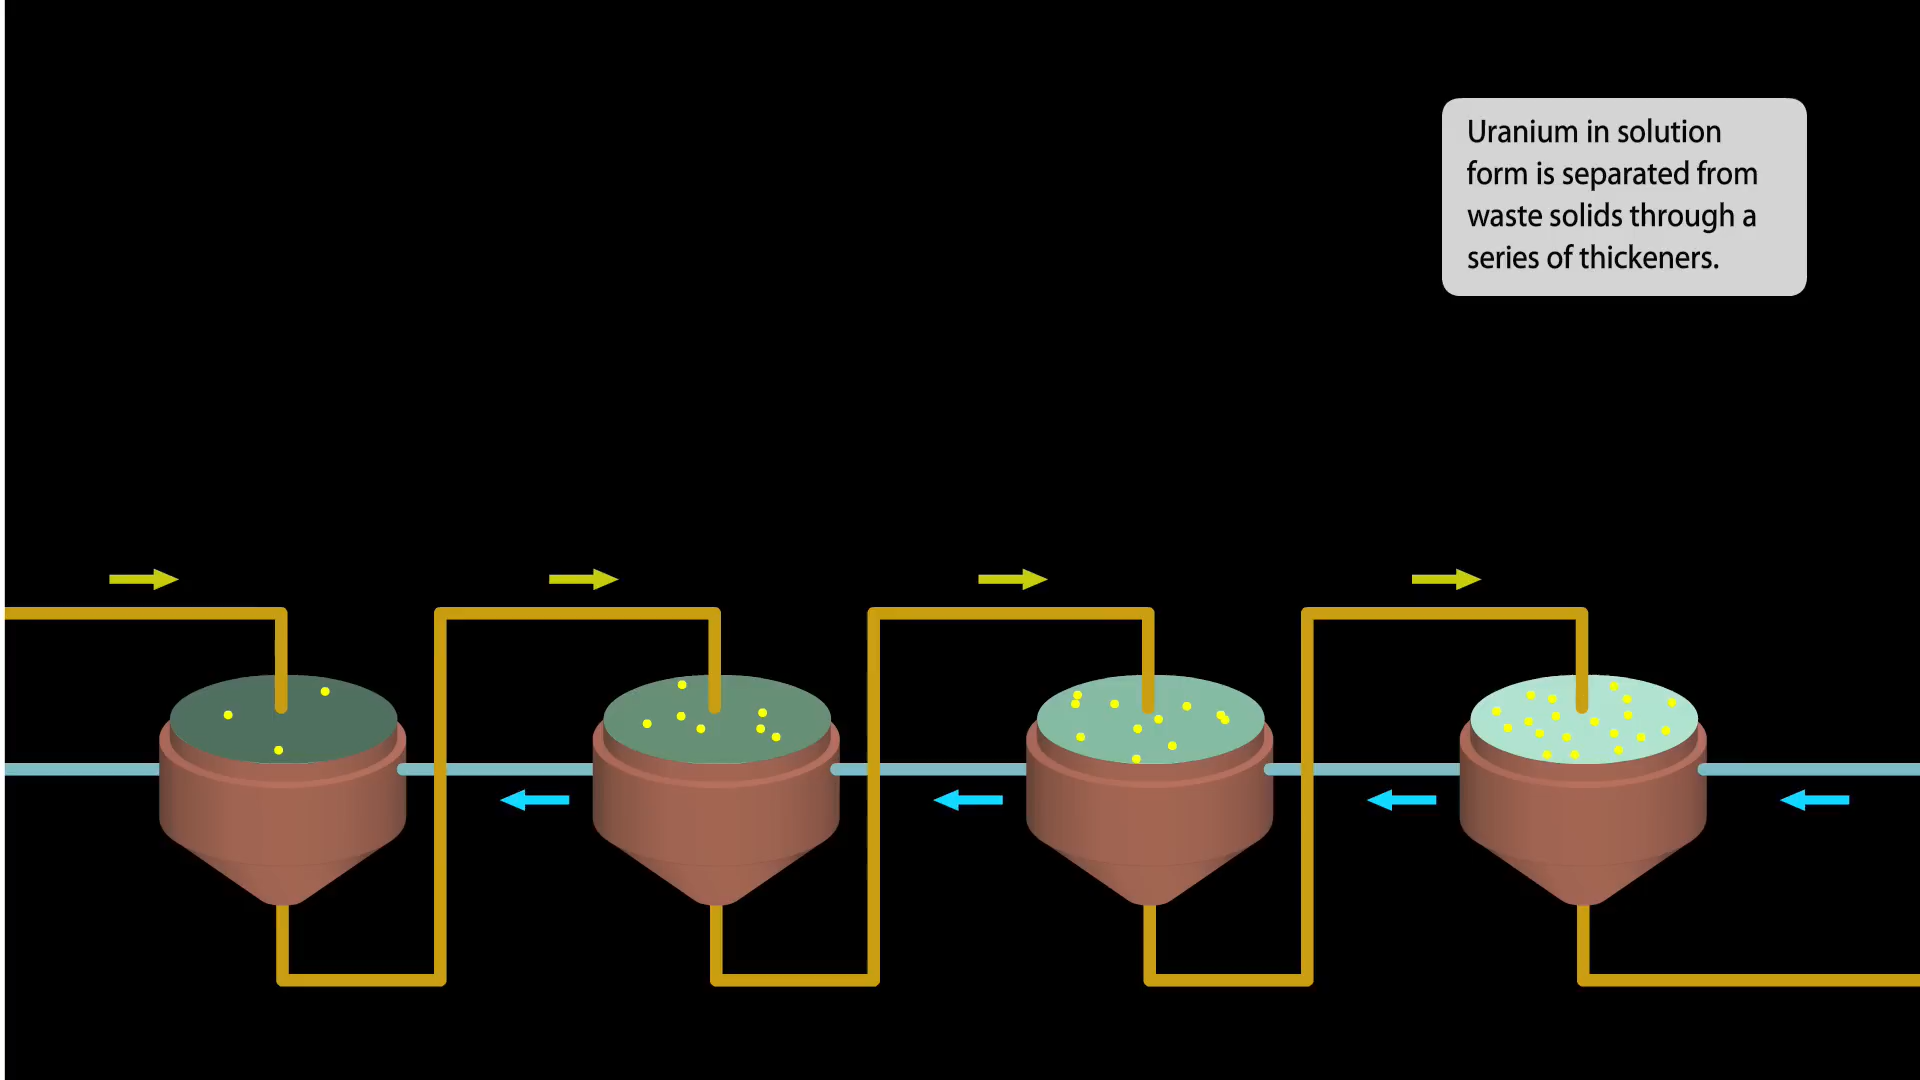 Uranium in solution
form is separated from
waste solids through a
series of thickeners.